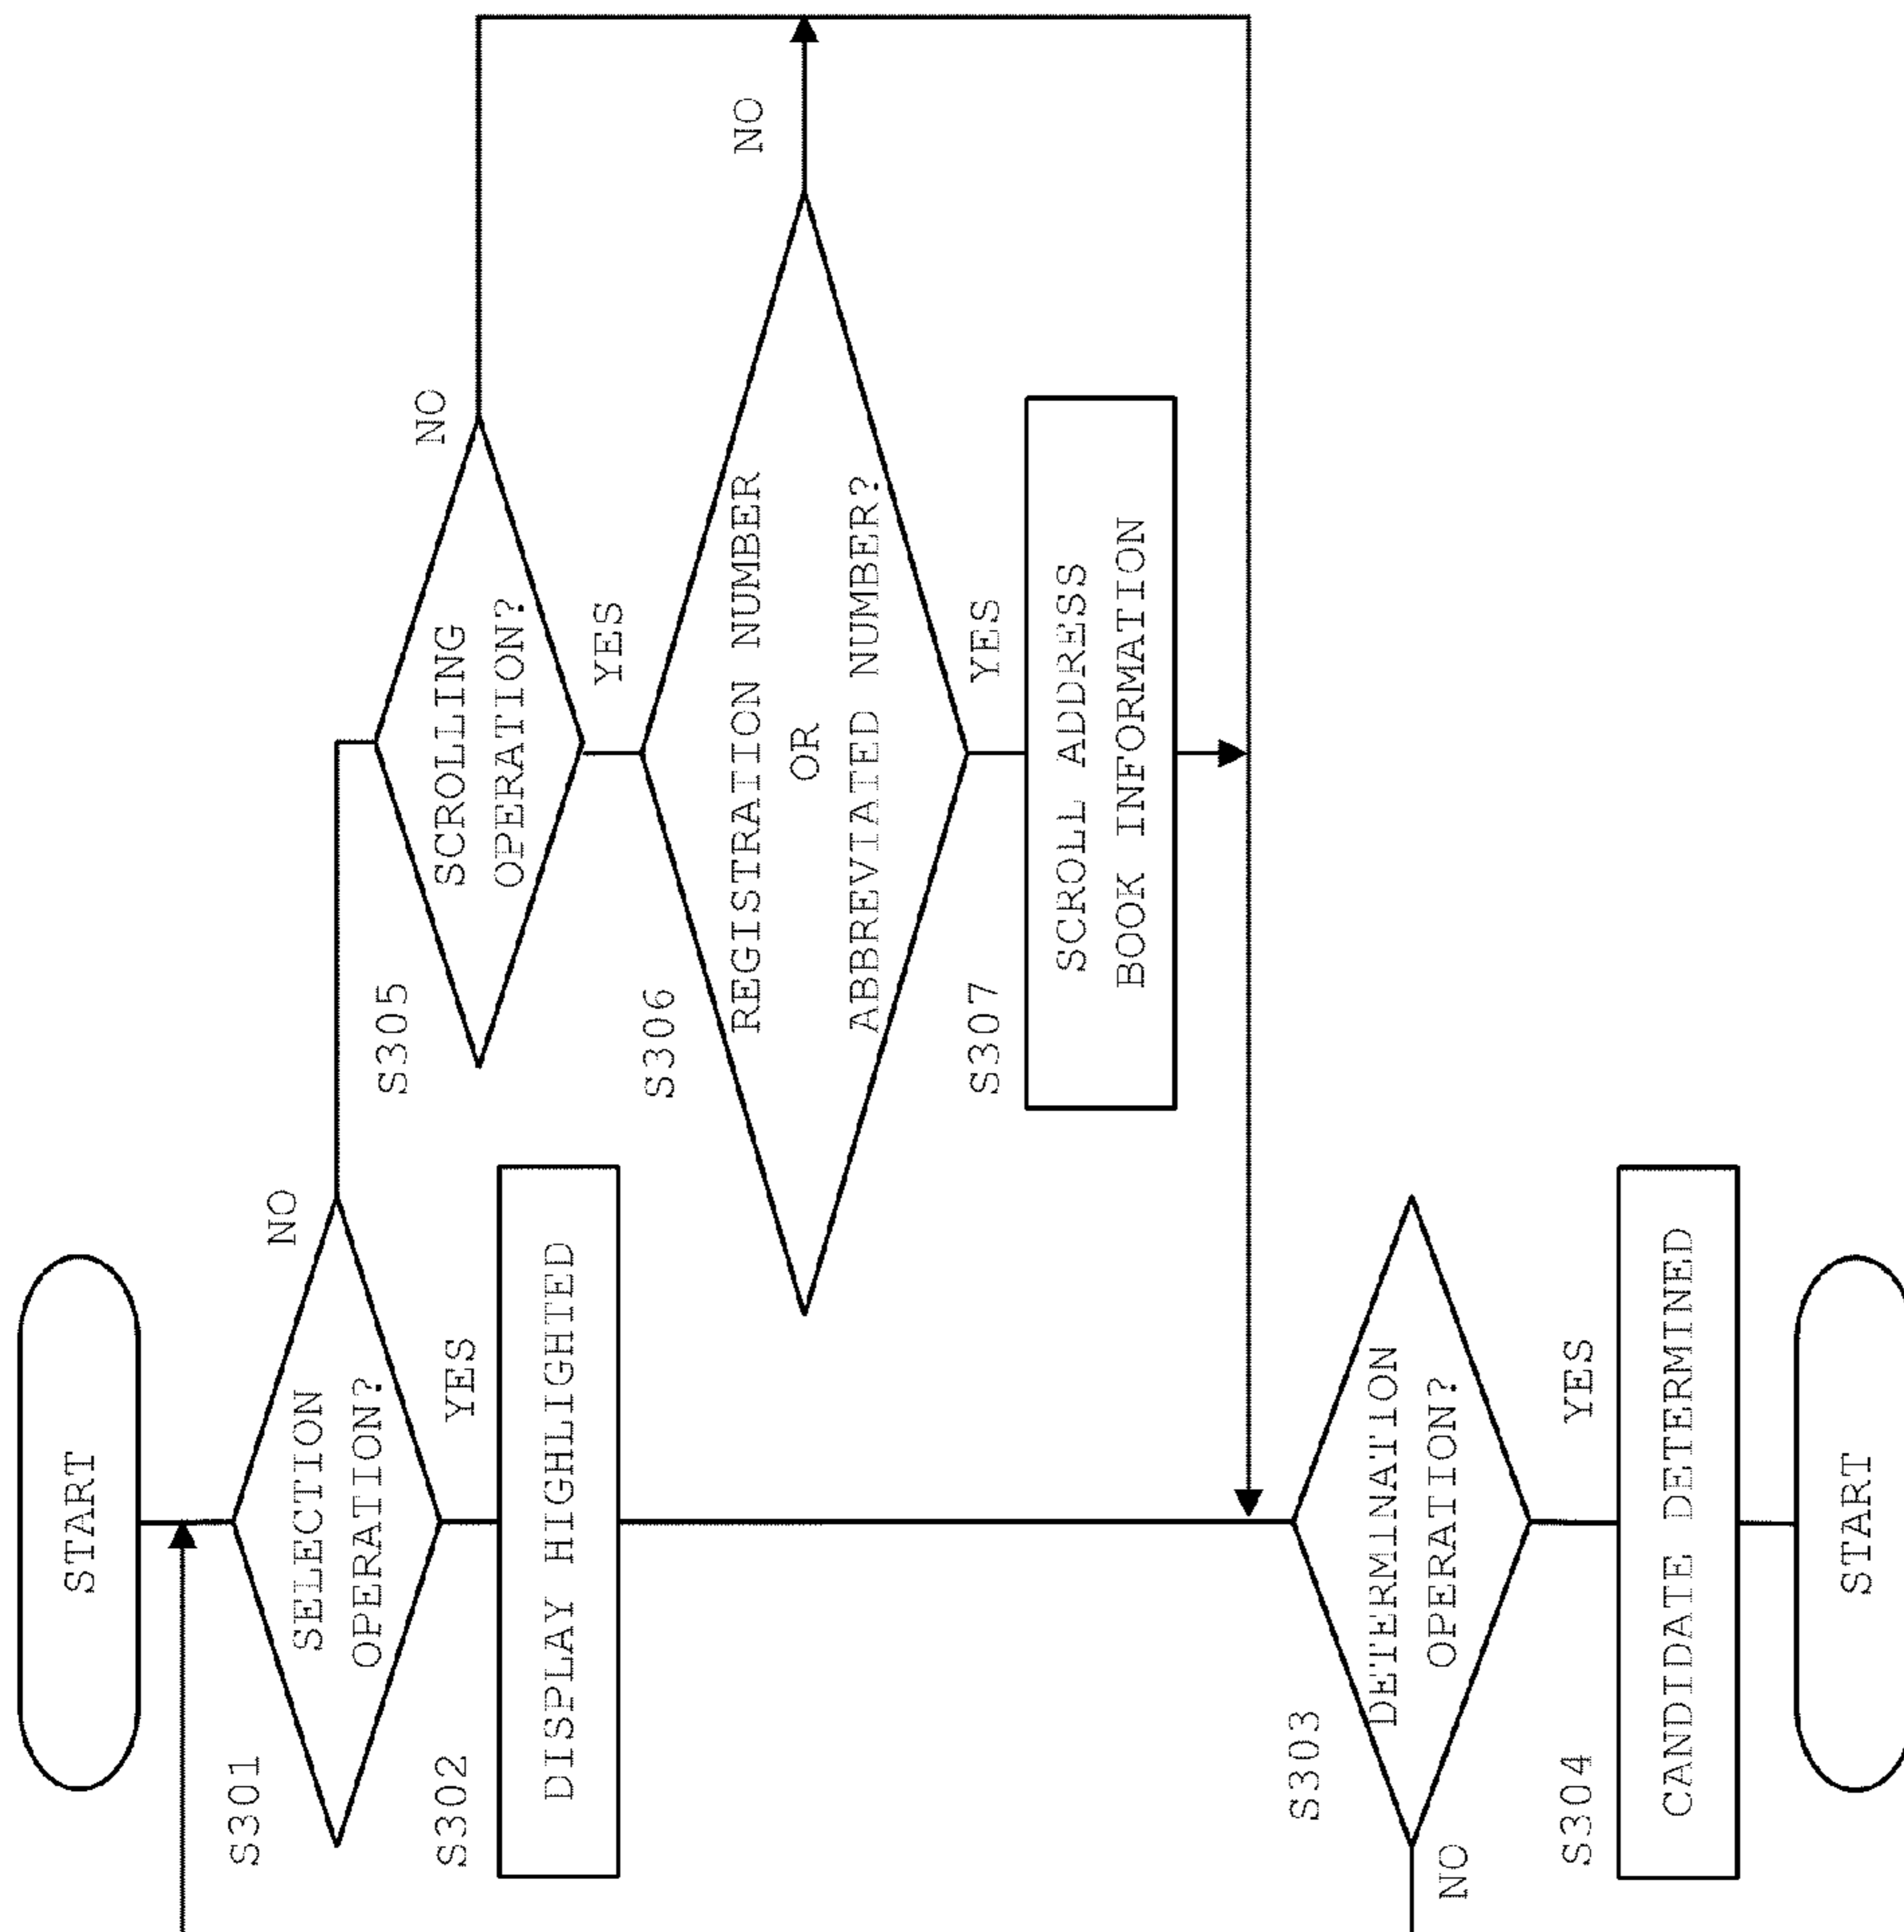 START
S301
SELECTION
OPERATION?
NO
YES
S302
DISPLAY HIGHLIGHTED
S305
SCROLLING
OPERATION?
NO
YES
S306
REGISTRATION NUMBER
OR
ABBREVIATED NUMBER?
NO
YES
S307
SCROLL ADDRESS
BOOK INFORMATION
S303
DETERMINATION
OPERATION?
NO
YES
S304
CANDIDATE DETERMINED
START